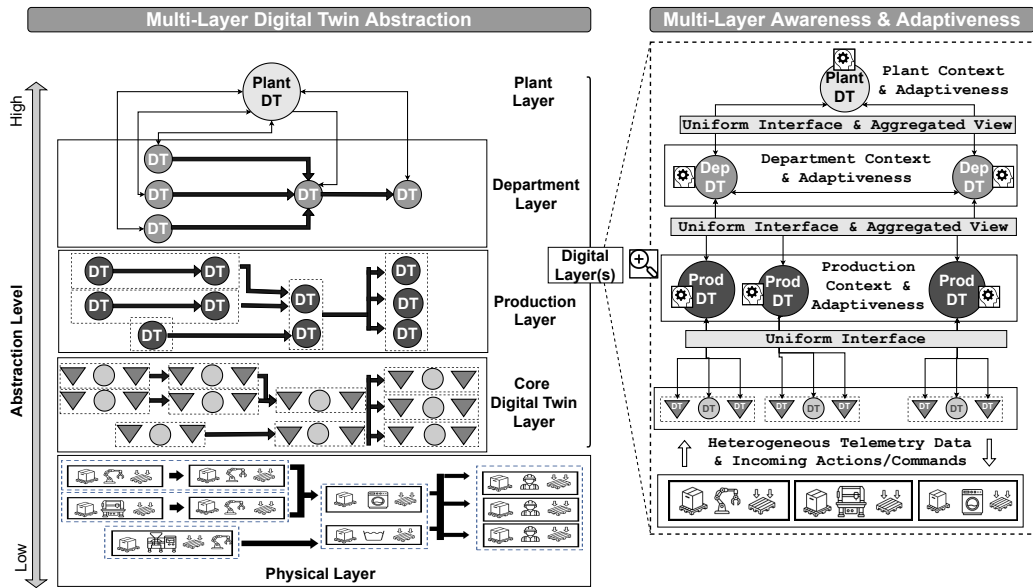 Multi-Layer Digital Twin Abstraction
High
Abstraction Level
Low
Plant
DT
Plant
Layer
DT
DT
DT
DT
DT
Department
Layer
DT
DT
DT
DT
DT
DT
DT
DT
DT
DT
DT
Production
Layer
Core
Digital Twin
Layer
Physical Layer
Digital
Layer(s)
Multi-Layer Awareness & Adaptiveness
Plant
DT
Plant Context
& Adaptiveness
Uniform Interface & Aggregated View
Dep
DT
Department Context
& Adaptiveness
Dep
DT
Uniform Interface & Aggregated View
Prod
DT
Prod
DT
Production
Context &
Adaptiveness
Prod
DT
Uniform Interface
DT
DT
DT
DT
DT
DT
DT
DT
DT
Heterogeneous Telemetry Data
& Incoming Actions/Commands